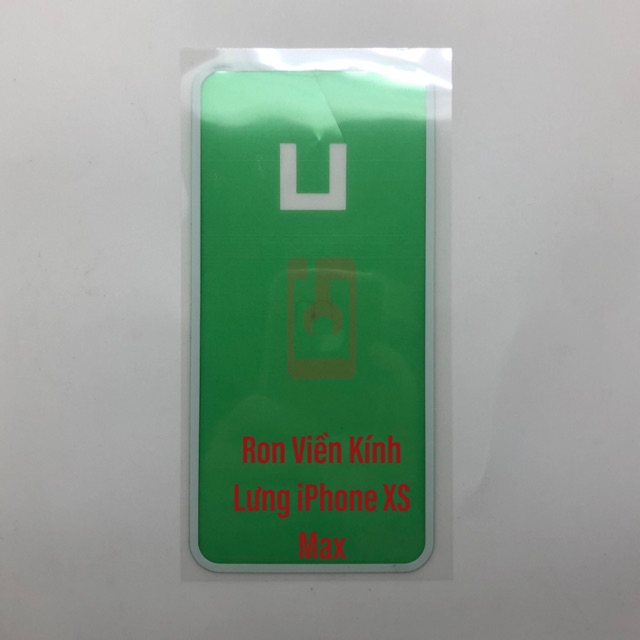 Ron Viền Kính
Lưng iPhone XS
Max